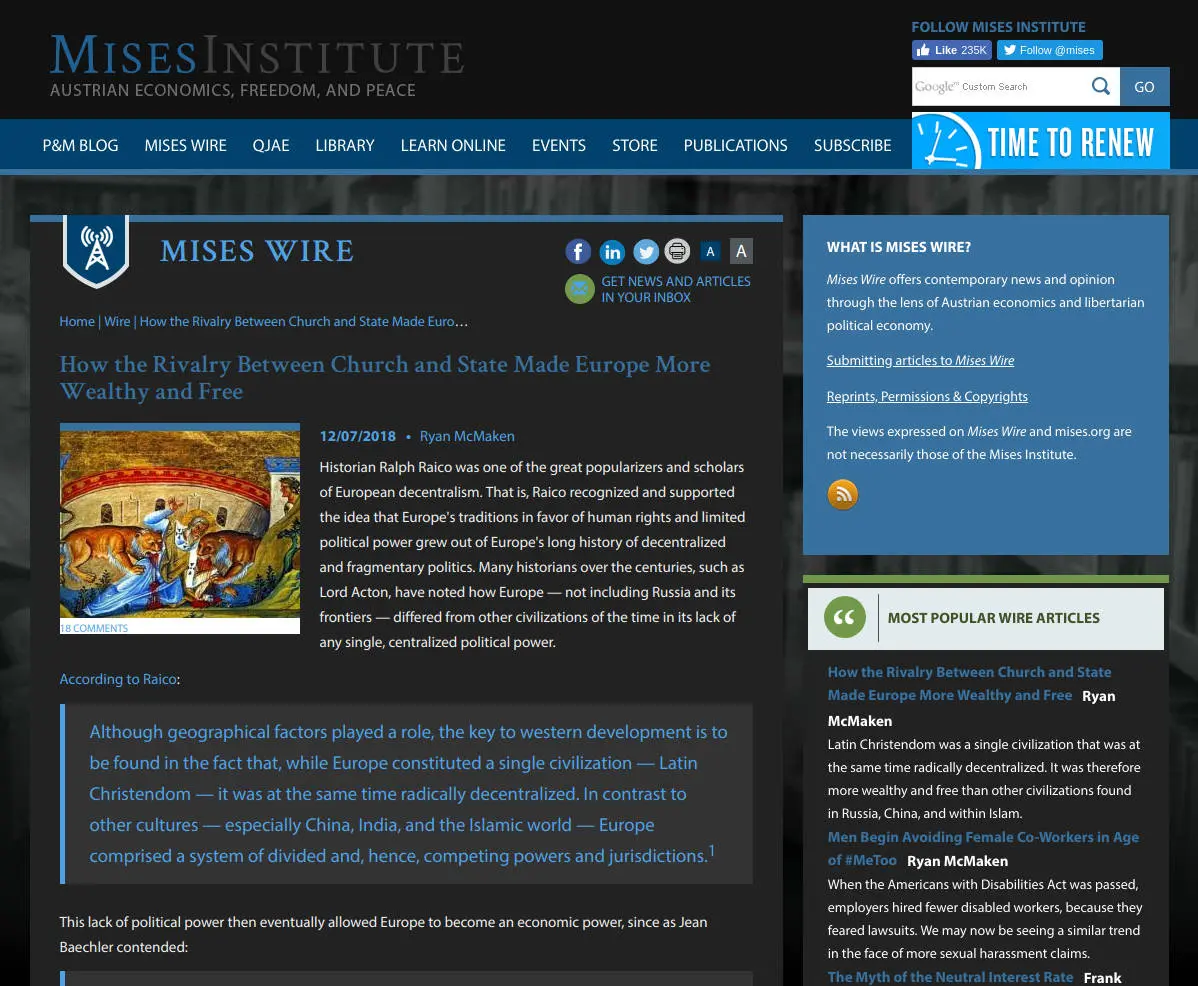 MISES INSTITUTE
AUSTRIAN ECONOMICS, FREEDOM, AND PEACE
FOLLOW MISES INSTITUTE
Like 235K
Follow @mises
Google™ Custom Search
GO
P&M BLOG MISES WIRE QJAE LIBRARY LEARN ONLINE EVENTS STORE PUBLICATIONS SUBSCRIBE
TIME TO RENEW
MISES WIRE
f in A A
GET NEWS AND ARTICLES
IN YOUR INBOX
Home | Wire | How the Rivalry Between Church and State Made Euro…
How the Rivalry Between Church and State Made Europe More
Wealthy and Free
18 COMMENTS
12/07/2018 • Ryan McMaken
Historian Ralph Raico was one of the great popularizers and scholars
of European decentralism. That is, Raico recognized and supported
the idea that Europe's traditions in favor of human rights and limited
political power grew out of Europe's long history of decentralized
and fragmentary politics. Many historians over the centuries, such as
Lord Acton, have noted how Europe — not including Russia and its
frontiers — differed from other civilizations of the time in its lack of
any single, centralized political power.
According to Raico:
Although geographical factors played a role, the key to western development is to
be found in the fact that, while Europe constituted a single civilization — Latin
Christendom — it was at the same time radically decentralized. In contrast to
other cultures — especially China, India, and the Islamic world — Europe
comprised a system of divided and, hence, competing powers and jurisdictions.1
This lack of political power then eventually allowed Europe to become an economic power, since as Jean
Baechler contended:
WHAT IS MISES WIRE?
Mises Wire offers contemporary news and opinion
through the lens of Austrian economics and libertarian
political economy.
Submitting articles to Mises Wire
Reprints, Permissions & Copyrights
The views expressed on Mises Wire and mises.org are
not necessarily those of the Mises Institute.
MOST POPULAR WIRE ARTICLES
How the Rivalry Between Church and State
Made Europe More Wealthy and Free Ryan
McMaken
Latin Christendom was a single civilization that was at
the same time radically decentralized. It was therefore
more wealthy and free than other civilizations found
in Russia, China, and within Islam.
Men Begin Avoiding Female Co-Workers in Age
of #MeToo Ryan McMaken
When the Americans with Disabilities Act was passed,
employers hired fewer disabled workers, because they
feared lawsuits. We may now be seeing a similar trend
in the face of more sexual harassment claims.
The Myth of the Neutral Interest Rate Frank